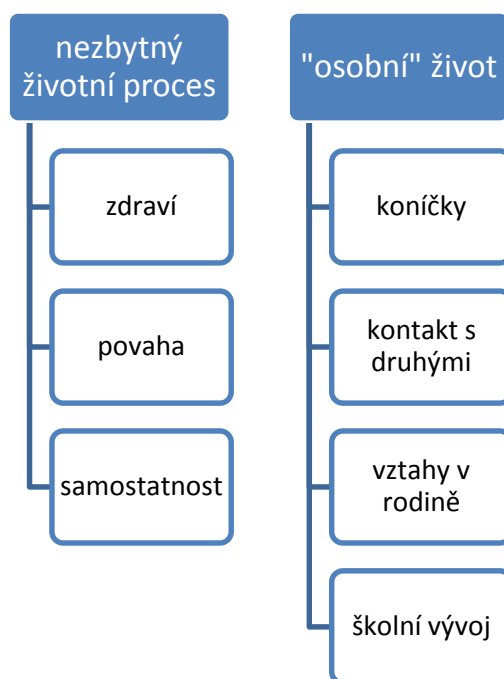 nezbytný
životní proces
zdraví
povaha
samostatnost
"osobní" život
koníčky
kontakt s
druhými
vztahy v
rodině
školní vývoj